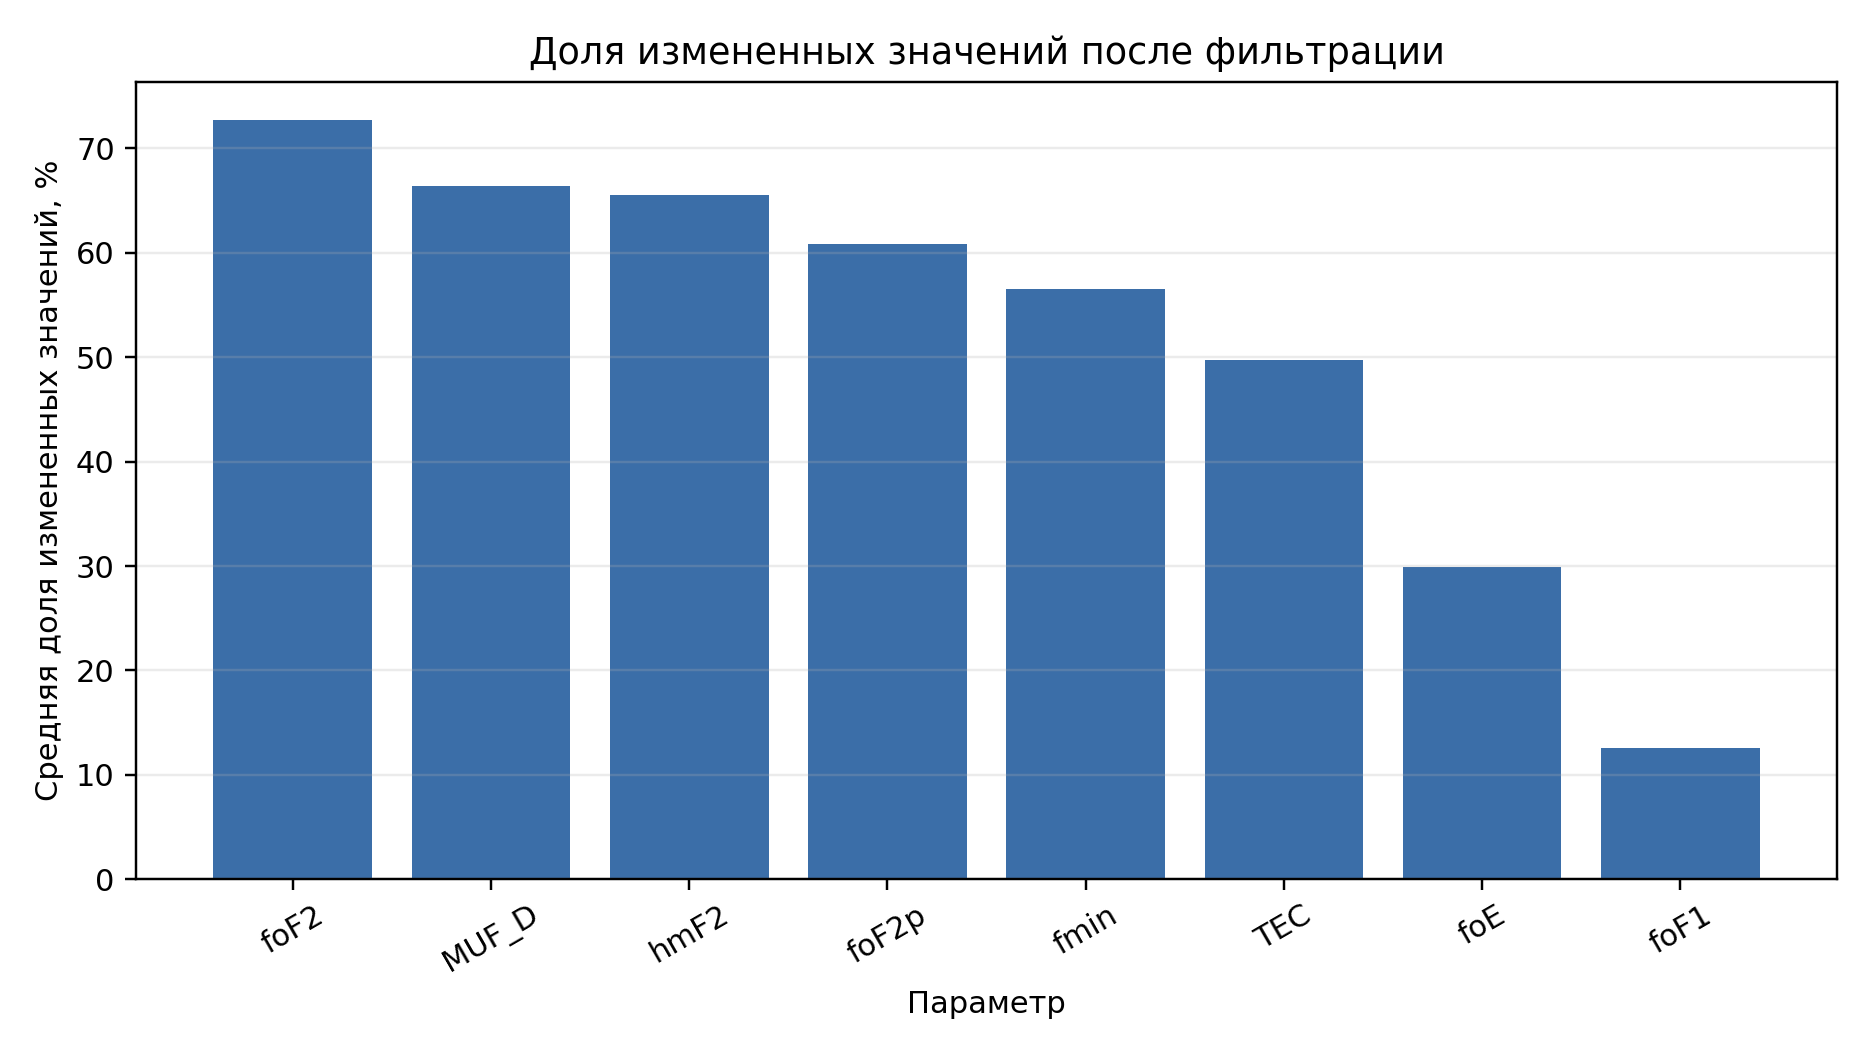 Доля измененных значений после фильтрации
Средняя доля измененных значений, %
70
60
50
40
30
20
10
0
foF2
MUF_D
hmF2
foF2p
fmin
TEC
foE
foF1
Параметр